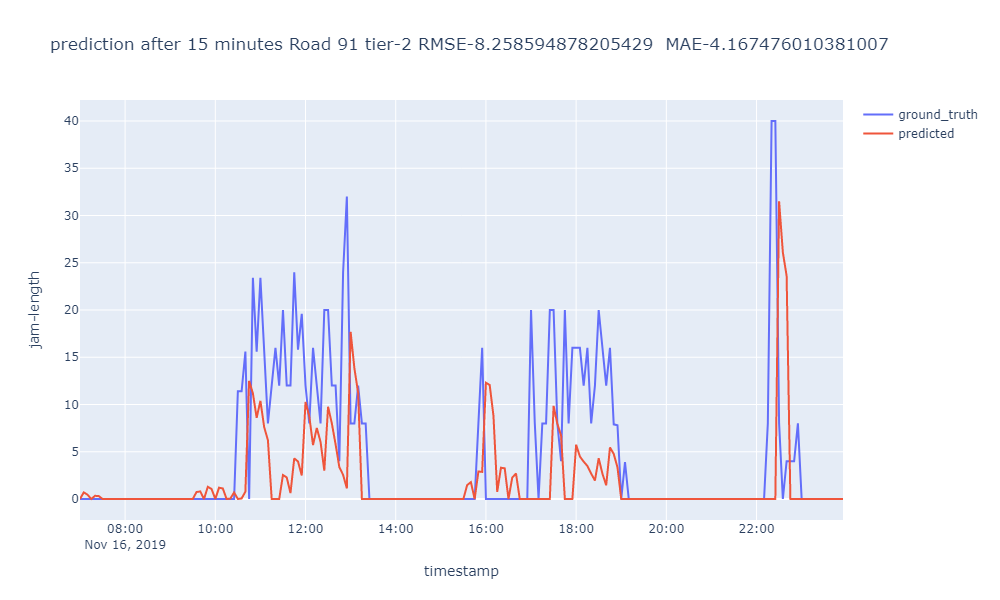 prediction after 15 minutes Road 91 tier-2 RMSE-8.258594878205429  MAE-4.167476010381007
ground_truth
predicted
jam-length
40
35
30
25
20
15
10
5
0
08:00 10:00 12:00 14:00 16:00 18:00 20:00 22:00
Nov 16, 2019
timestamp